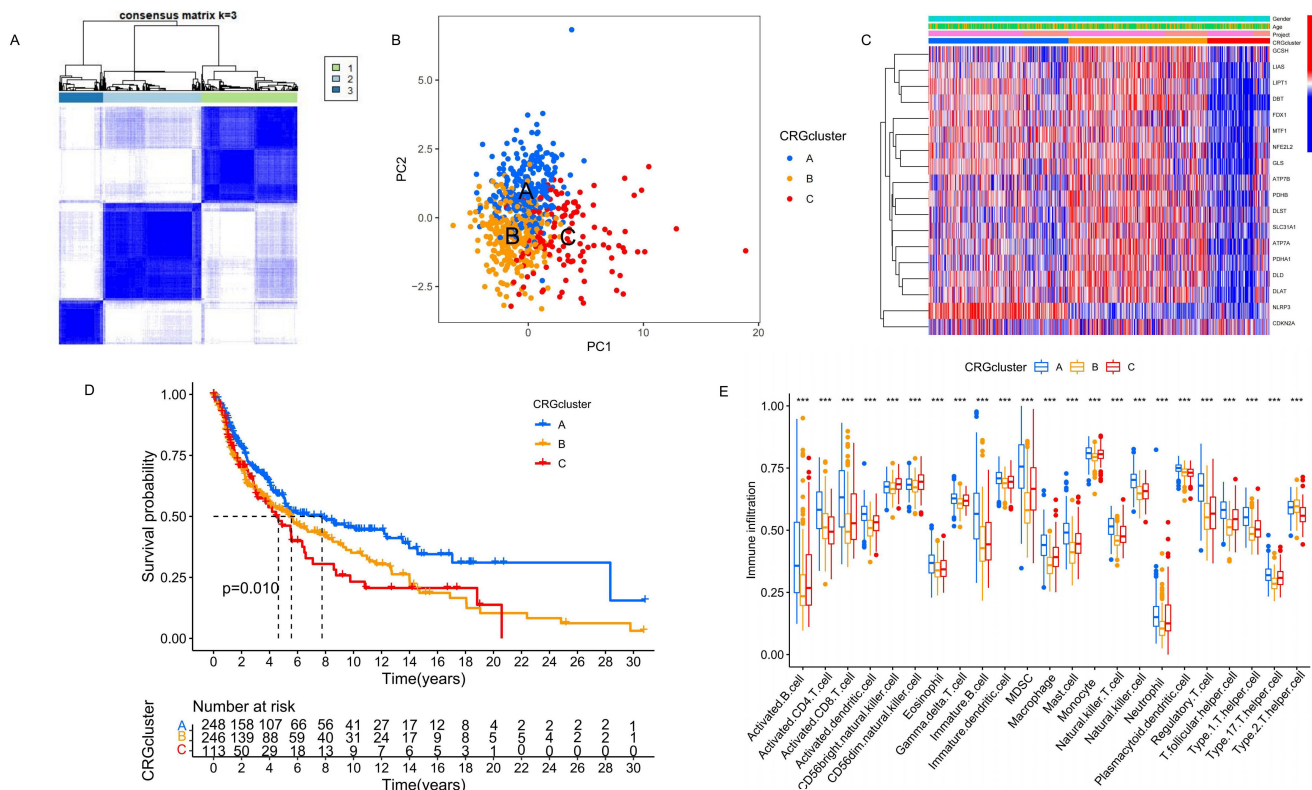 A
consensus matrix k=3
1
2
3
B
PC2
5.0
2.5
0.0
−2.5
A
B
C
0
10
20
PC1
CRGcluster
A
B
C
C
Gender
Age
Project
CRGcluster
GCSH
LIAS
LIPT1
DBT
FDX1
MTF1
NFE2L2
GLS
ATP7B
PDHB
DLST
SLC31A1
ATP7A
PDHA1
DLD
DLAT
NLRP3
CDKN2A
D
Survival probability
1.00
0.75
0.50
0.25
0.00
p=0.010
CRGcluster
A
B
C
0 2 4 6 8 10 12 14 16 18 20 22 24 26 28 30
Time(years)
Number at risk
CRGcluster
A 248 158 107 66 56 41 27 17 12 8 4 2 2 2 2 1
B 246 139 88 59 40 31 24 17 9 8 5 5 4 2 2 1
C 113 50 29 18 13 9 7 6 5 3 1 0 0 0 0 0
0 2 4 6 8 10 12 14 16 18 20 22 24 26 28 30
Time(years)
E
CRGcluster A B C
Immune infiltration
1.00
0.75
0.50
0.25
0.00
*** *** *** *** *** *** *** *** *** *** *** *** *** *** *** *** *** *** *** *** *** *** ***
Activated.B.cell
Activated.CD4.T.cell
Activated.CD8.T.cell
Activated.dendritic.cell
CD56bright.natural.killer.cell
CD56dim.natural.killer.cell
Eosinophil
Gamma.delta.T.cell
Immature.B.cell
Immature.dendritic.cell
MDSC
Macrophage
Mast.cell
Monocyte
Natural.killer.T.cell
Natural.killer.cell
Neutrophil
Plasmacytoid.dendritic.cell
Regulatory.T.cell
T.follicular.helper.cell
Type.1.T.helper.cell
Type.17.T.helper.cell
Type.2.T.helper.cell